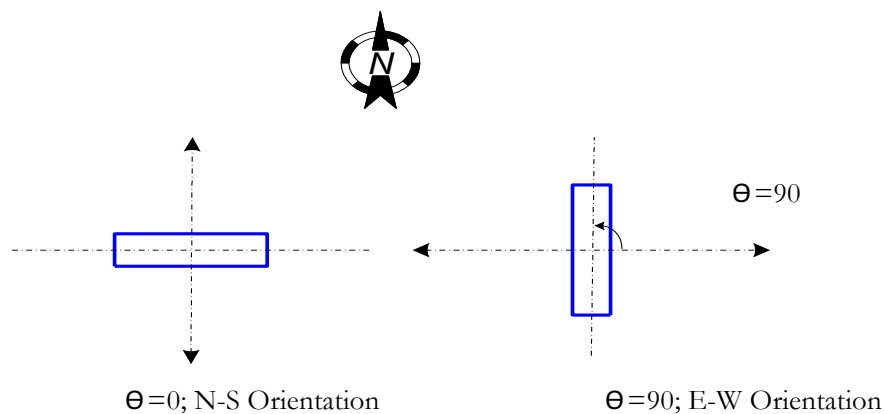 N
ϴ=90
ϴ=0; N-S Orientation
ϴ=90; E-W Orientation